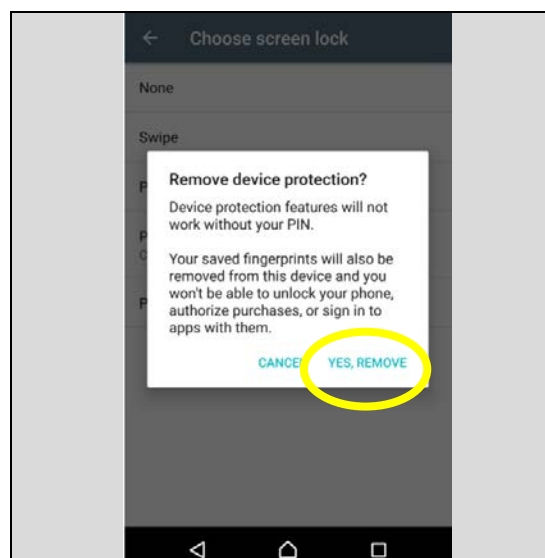 Choose screen lock
None
Swipe
P
Remove device protection?
Device protection features will not
work without your PIN.
P
C
Your saved fingerprints will also be
removed from this device and you
won't be able to unlock your phone,
P
authorize purchases, or sign in to
apps with them.
YES, REMOVE